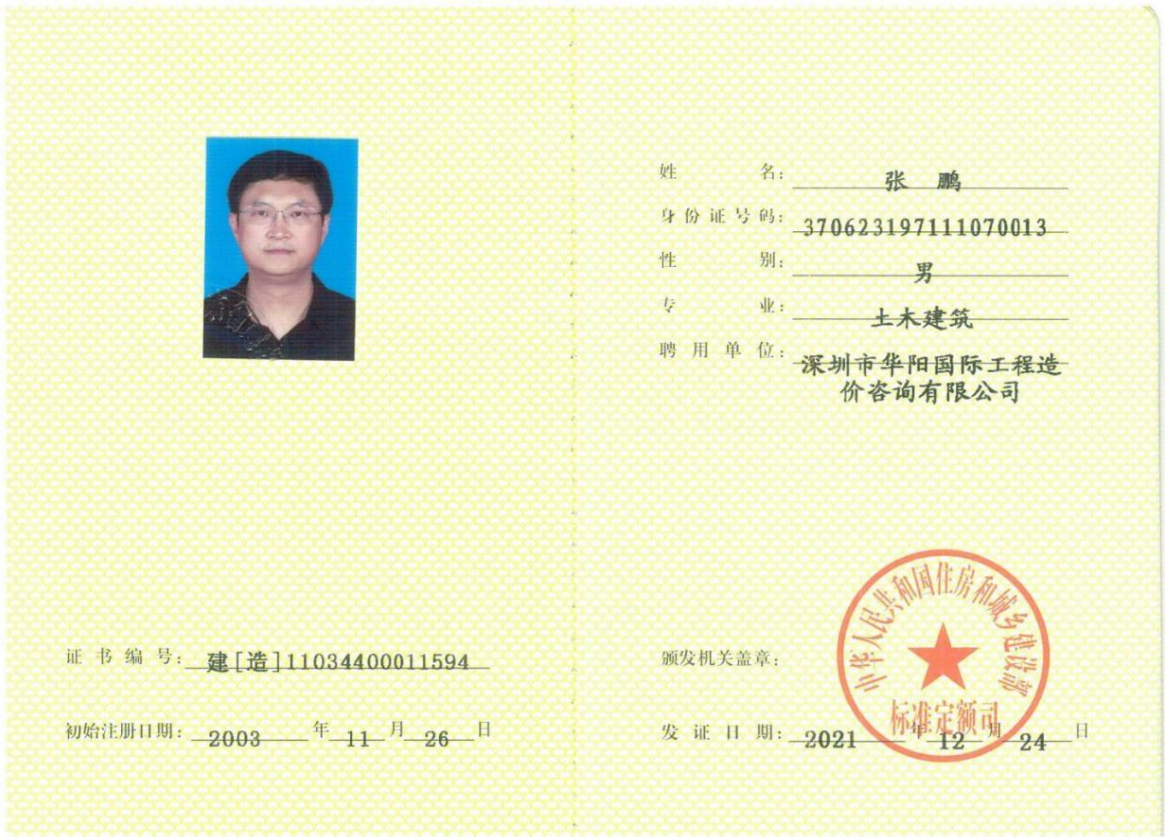 姓名：张 鹏
身份证号码：370623197111070013
性别：男
专业：土木建筑
聘用单位：深圳市华阳国际工程造
价咨询有限公司
证书编号：建[造]11034400011594
初始注册日期：2003年11月26日
颁发机关盖章：
中华人民共和国住房和城乡建设部
标准定额司
发证日期：2021年12月24日